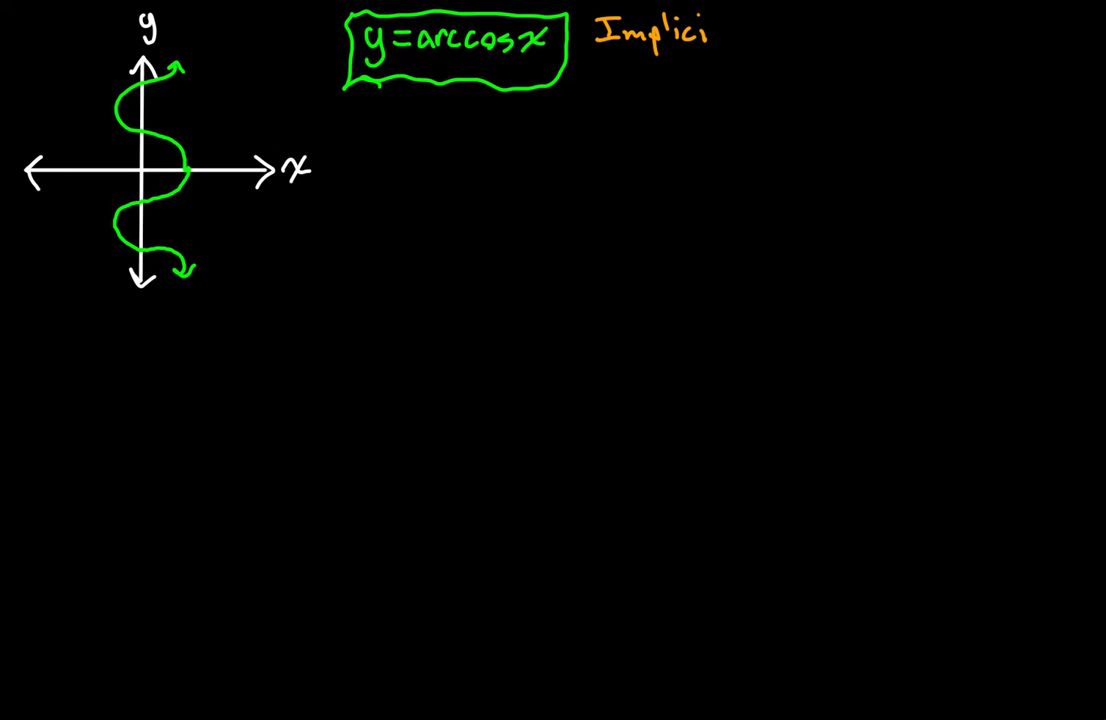 y
y = arccos x
Implici
x